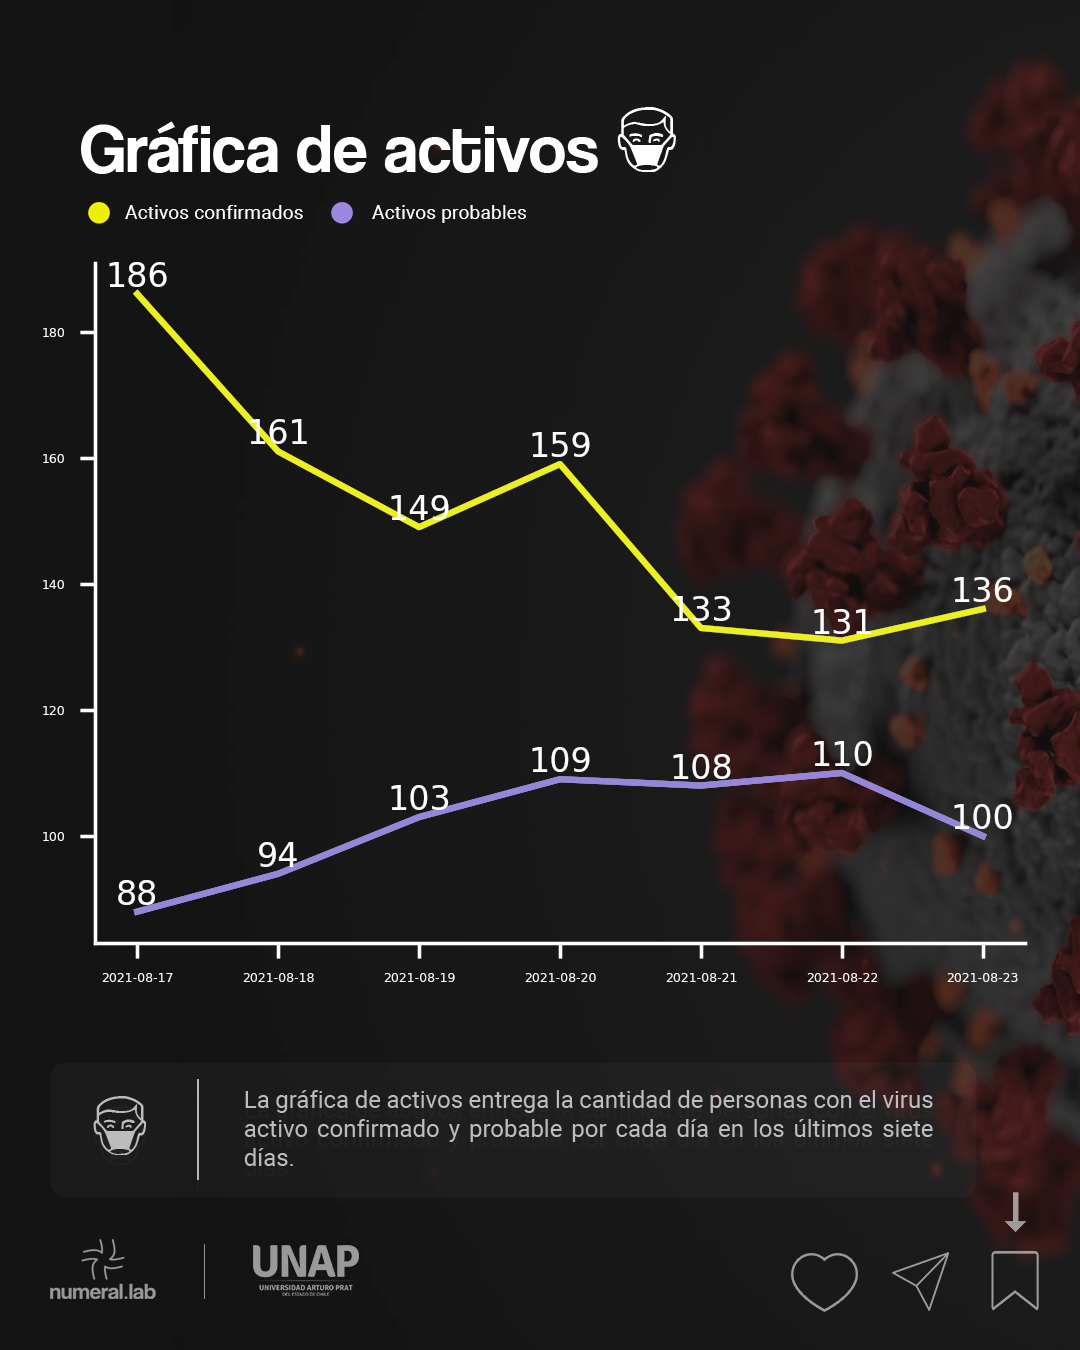 Gráfica de activos
Activos confirmados Activos probables
186
180
161
160
159
149
140
133
131
136
120
109
108
110
103
100
100
94
88
2021-08-17 2021-08-18 2021-08-19 2021-08-20 2021-08-21 2021-08-22 2021-08-23
La gráfica de activos entrega la cantidad de personas con el virus
activo confirmado y probable por cada día en los últimos siete
días.
numeral.lab
UNAP
UNIVERSIDAD ARTURO PRAT
DEL ESTADO DE CHILE